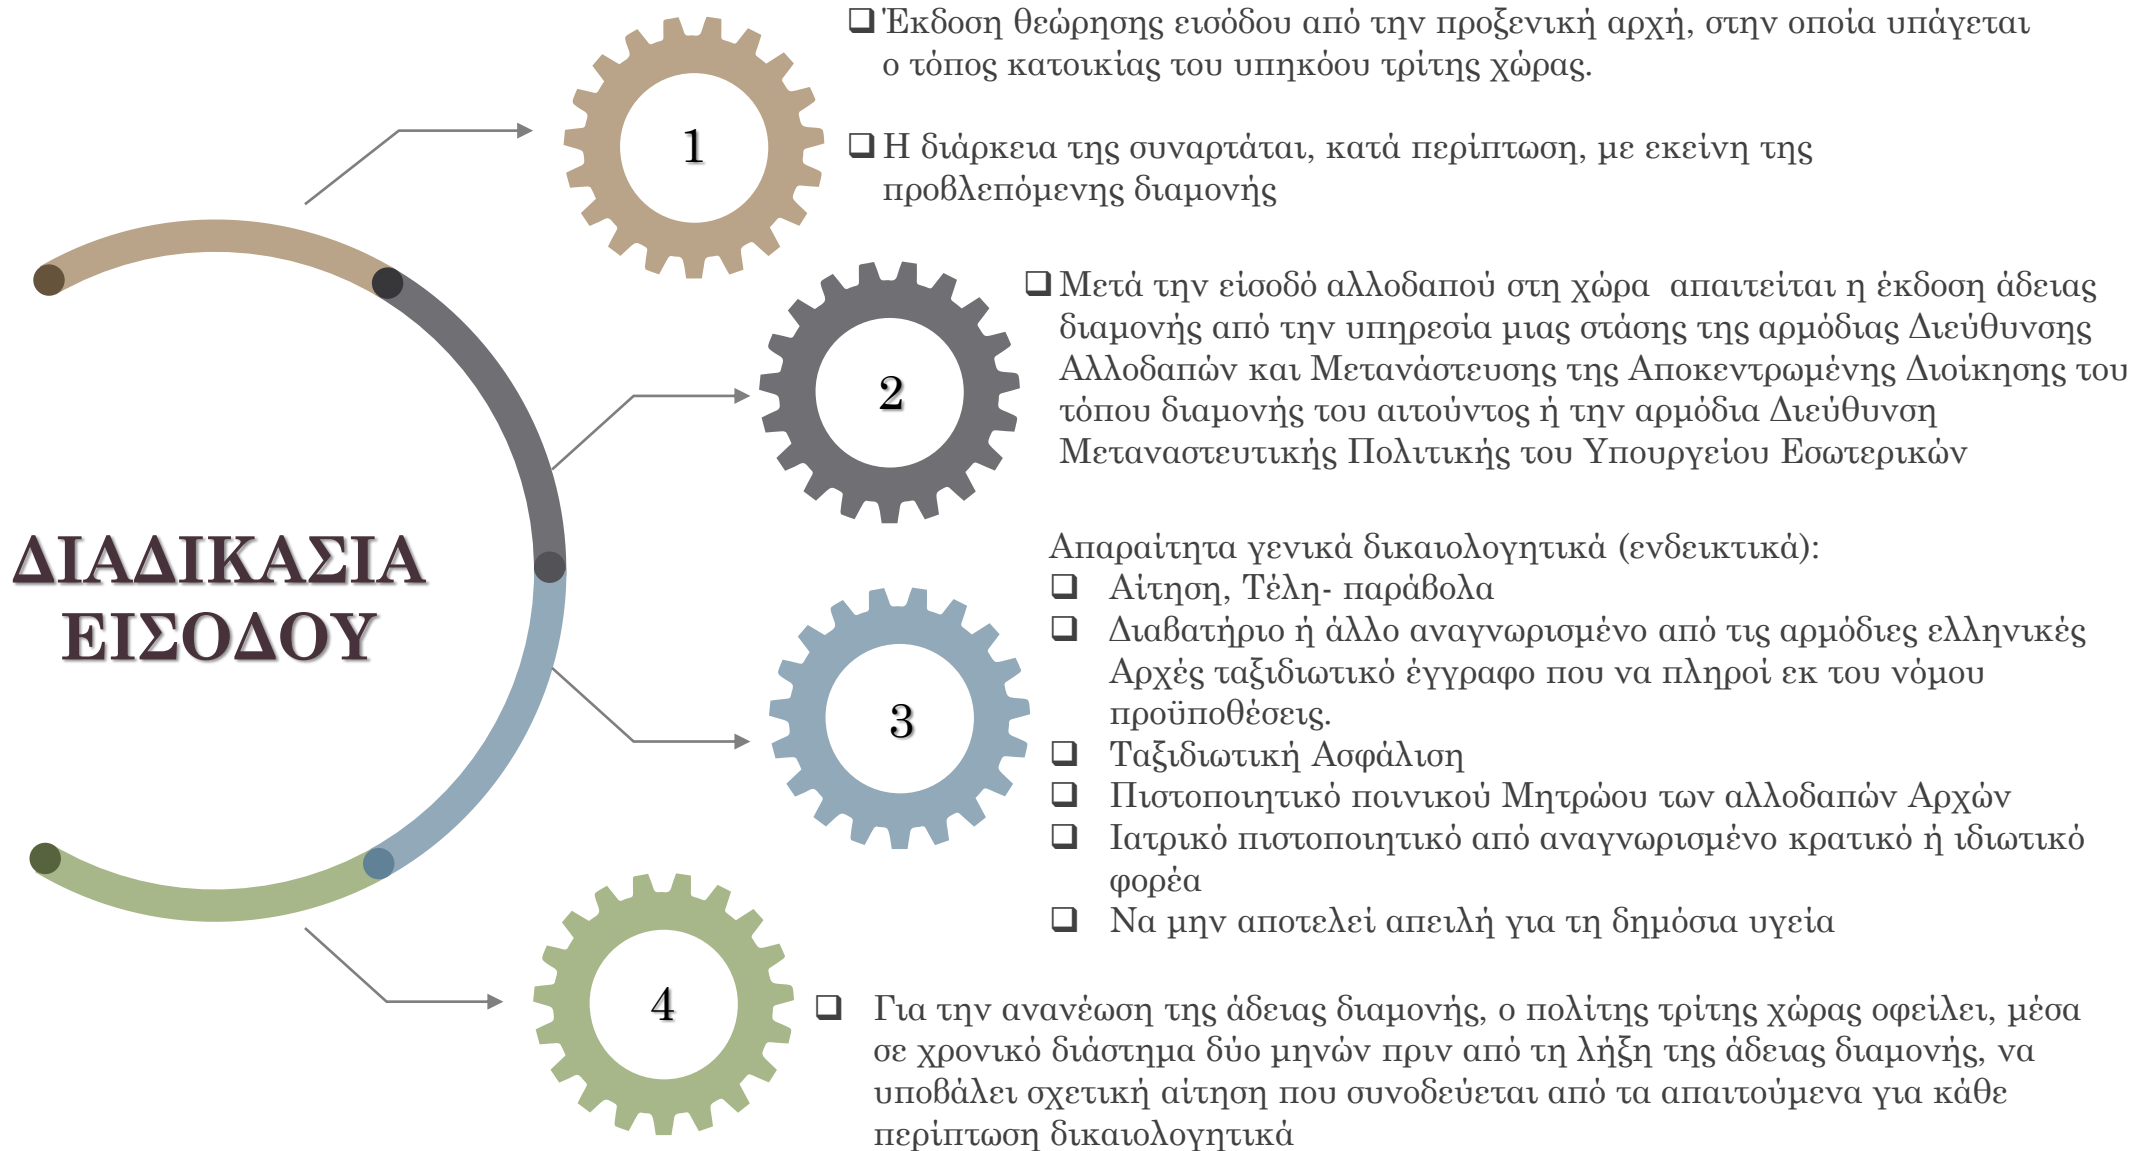 ΔΙΑΔΙΚΑΣΙΑ
ΕΙΣΟΔΟΥ
1
Έκδοση θεώρησης εισόδου από την προξενική αρχή, στην οποία υπάγεται
ο τόπος κατοικίας του υπηκόου τρίτης χώρας.
Η διάρκεια της συναρτάται, κατά περίπτωση, με εκείνη της
προβλεπόμενης διαμονής
2
Μετά την είσοδό αλλοδαπού στη χώρα απαιτείται η έκδοση άδειας
διαμονής από την υπηρεσία μιας στάσης της αρμόδιας Διεύθυνσης
Αλλοδαπών και Μετανάστευσης της Αποκεντρωμένης Διοίκησης του
τόπου διαμονής του αιτούντος ή την αρμόδια Διεύθυνση
Μεταναστευτικής Πολιτικής του Υπουργείου Εσωτερικών
3
Απαραίτητα γενικά δικαιολογητικά (ενδεικτικά):
Αίτηση, Τέλη- παράβολα
Διαβατήριο ή άλλο αναγνωρισμένο από τις αρμόδιες ελληνικές
Αρχές ταξιδιωτικό έγγραφο που να πληροί εκ του νόμου
προϋποθέσεις.
Ταξιδιωτική Ασφάλιση
Πιστοποιητικό ποινικού Μητρώου των αλλοδαπών Αρχών
Ιατρικό πιστοποιητικό από αναγνωρισμένο κρατικό ή ιδιωτικό
φορέα
Να μην αποτελεί απειλή για τη δημόσια υγεία
4
Για την ανανέωση της άδειας διαμονής, ο πολίτης τρίτης χώρας οφείλει, μέσα
σε χρονικό διάστημα δύο μηνών πριν από τη λήξη της άδειας διαμονής, να
υποβάλει σχετική αίτηση που συνοδεύεται από τα απαιτούμενα για κάθε
περίπτωση δικαιολογητικά